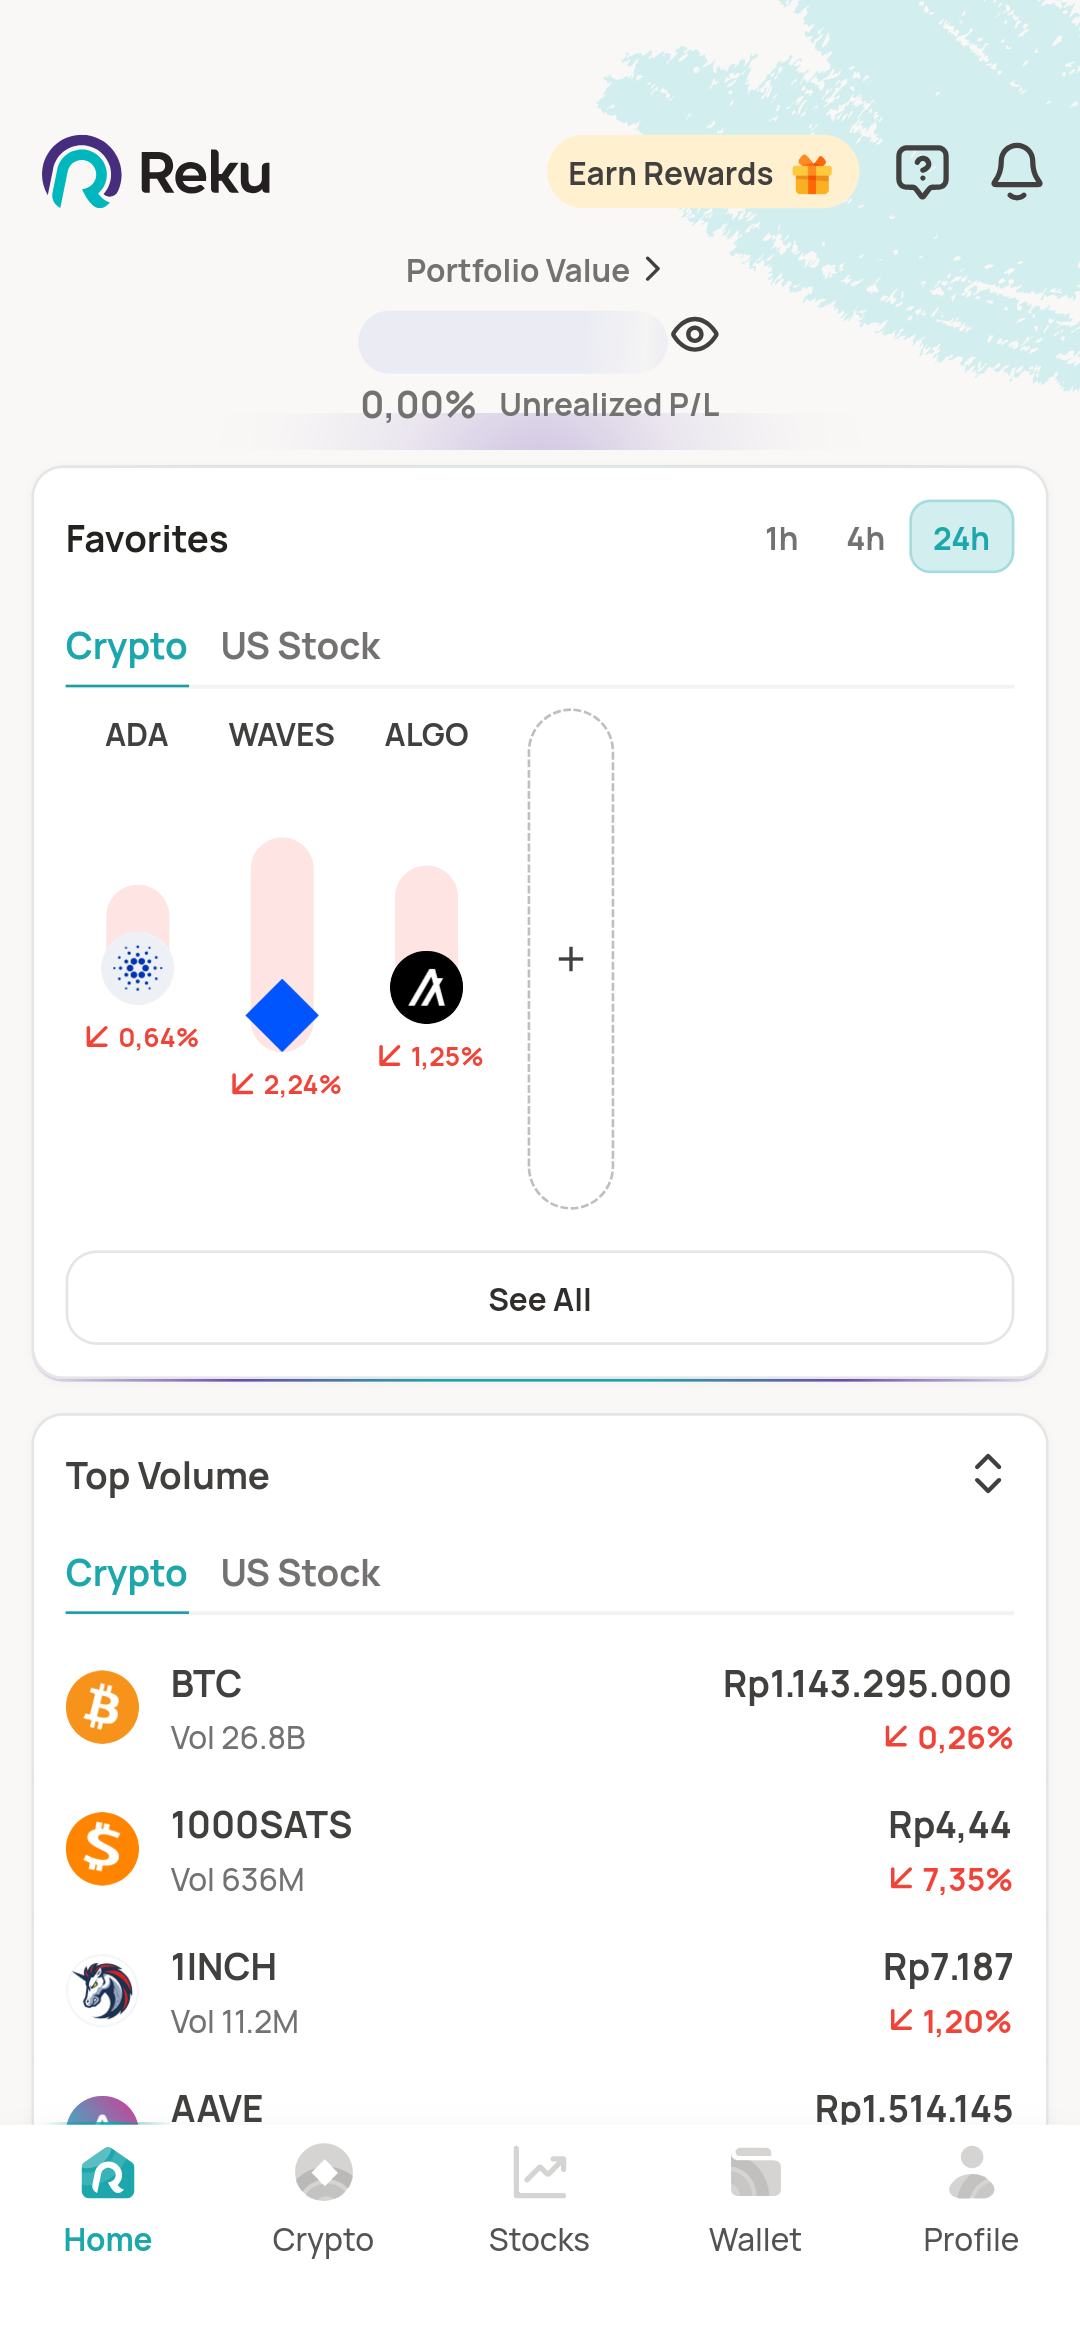 Reku
Earn Rewards
Portfolio Value
0,00% Unrealized P/L
Favorites
1h 4h 24h
Crypto US Stock
ADA WAVES ALGO
0,64%
2,24%
1,25%
See All
Top Volume
Crypto US Stock
BTC Rp1.143.295.000
Vol 26.8B 0,26%
1000SATS Rp4,44
Vol 636M 7,35%
1INCH Rp7.187
Vol 11.2M 1,20%
AAVE Rp1.514.145
Home Crypto Stocks Wallet Profile